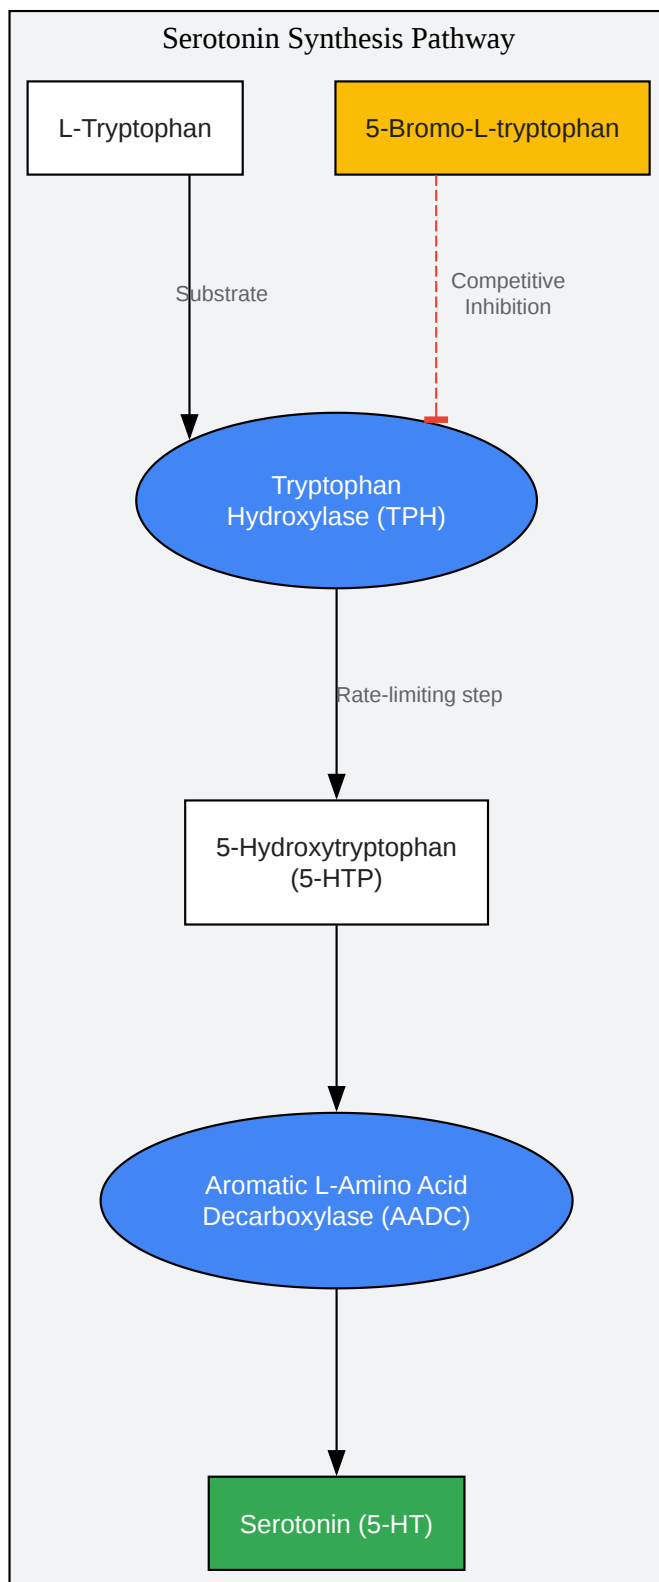 Serotonin Synthesis Pathway
L-Tryptophan
5-Bromo-L-tryptophan
Substrate
Competitive
Inhibition
Tryptophan
Hydroxylase (TPH)
Rate-limiting step
5-Hydroxytryptophan
(5-HTP)
Aromatic L-Amino Acid
Decarboxylase (AADC)
Serotonin (5-HT)